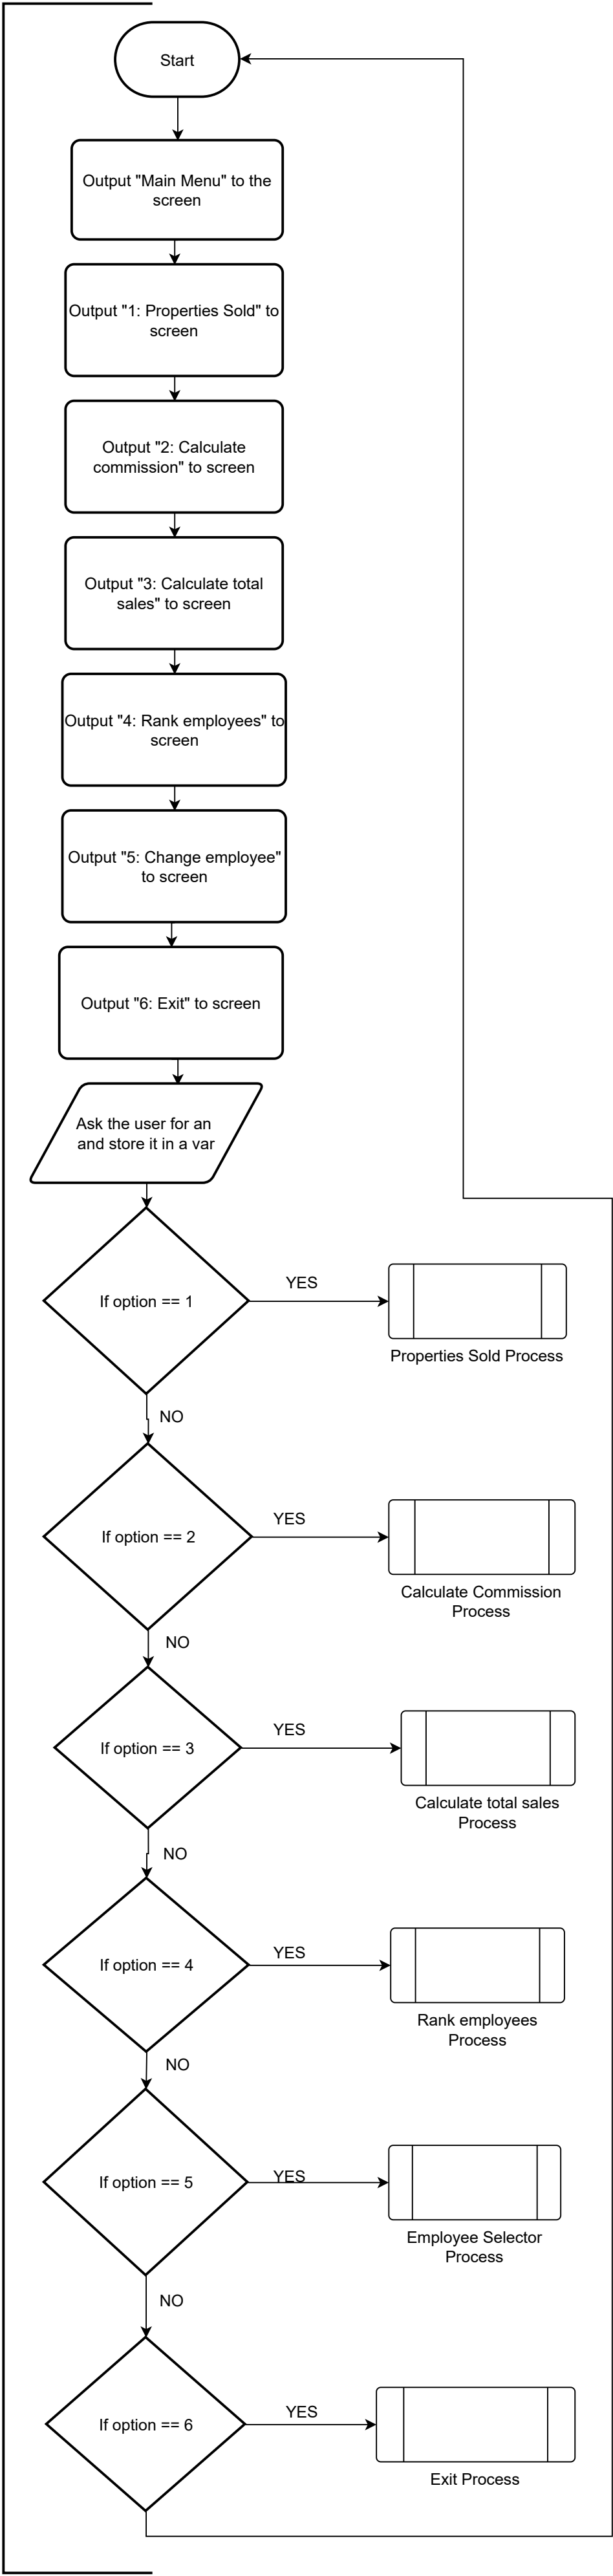 Start
Output "Main Menu" to the
screen
Output "1: Properties Sold" to
screen
Output "2: Calculate
commission" to screen
Output "3: Calculate total
sales" to screen
Output "4: Rank employees" to
screen
Output "5: Change employee"
to screen
Output "6: Exit" to screen
Ask the user for an
and store it in a var
If option == 1
YES
Properties Sold Process
NO
If option == 2
YES
Calculate Commission
Process
NO
If option == 3
YES
Calculate total sales
Process
NO
If option == 4
YES
Rank employees
Process
NO
If option == 5
YES
Employee Selector
Process
NO
If option == 6
YES
Exit Process